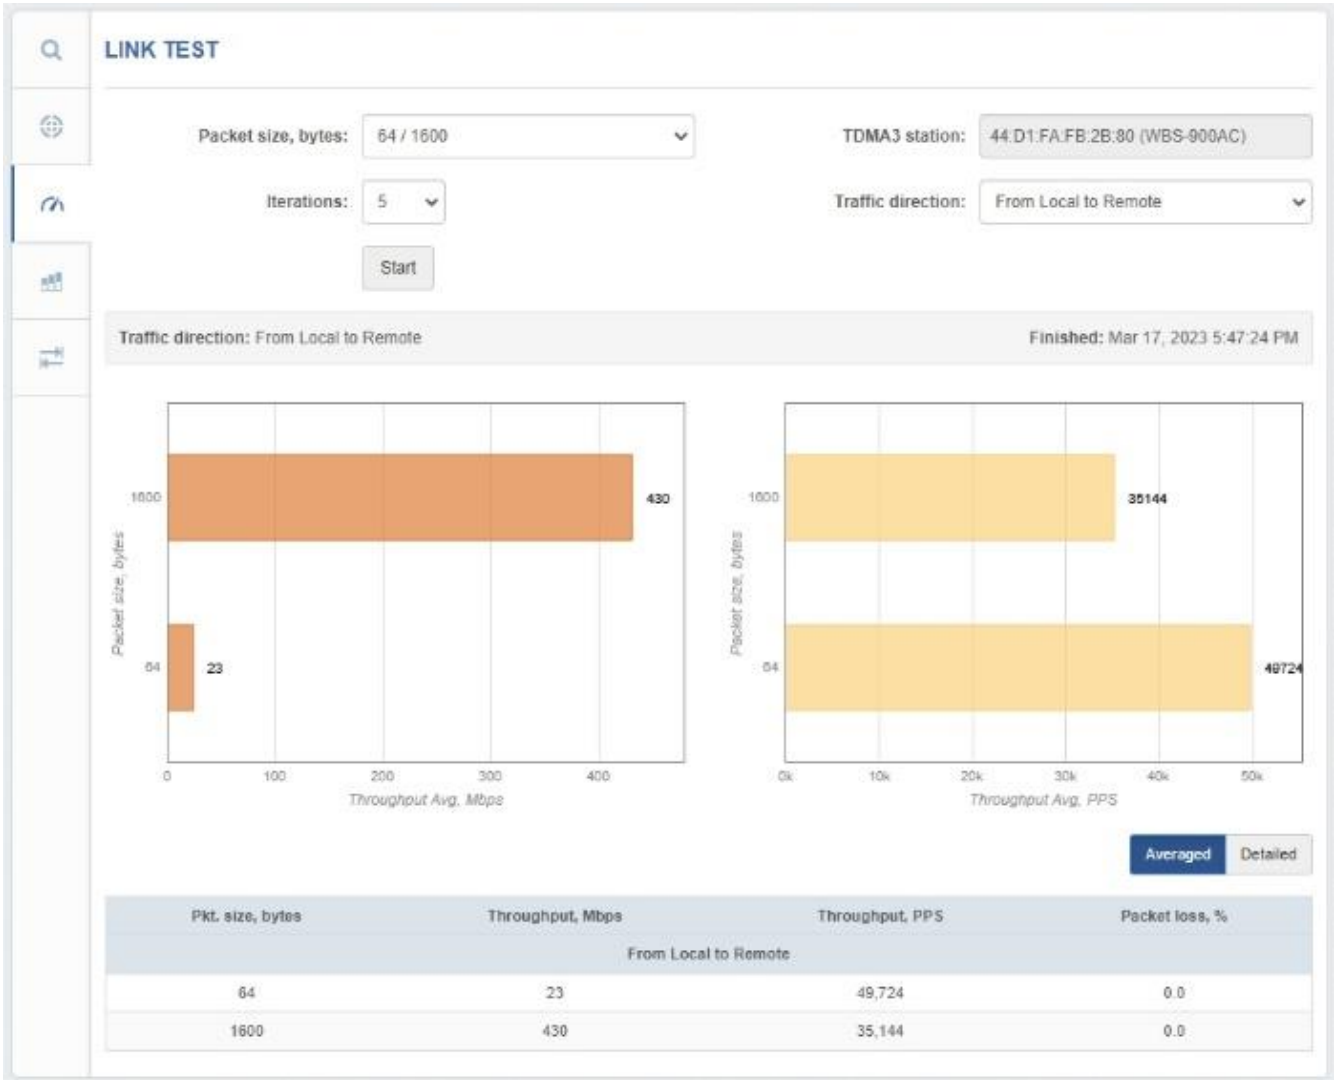 LINK TEST
Packet size, bytes: 64 / 1600 TDMA3 station: 44:D1:FA:FB:2B:80 (WBS-900AC)
Iterations: 5 Traffic direction: From Local to Remote
Start
Traffic direction: From Local to Remote Finished: Mar 17, 2023 5:47:24 PM
Packet size, bytes
1600 430
64 23
0 100 200 300 400
Throughput Avg, Mbps
Packet size, bytes
1600 35144
64 49724
0k 10k 20k 30k 40k 50k
Throughput Avg, PPS
Averaged Detailed
Pkt. size, bytes Throughput, Mbps Throughput, PPS Packet loss, %
From Local to Remote
64 23 49,724 0.0
1600 430 35,144 0.0